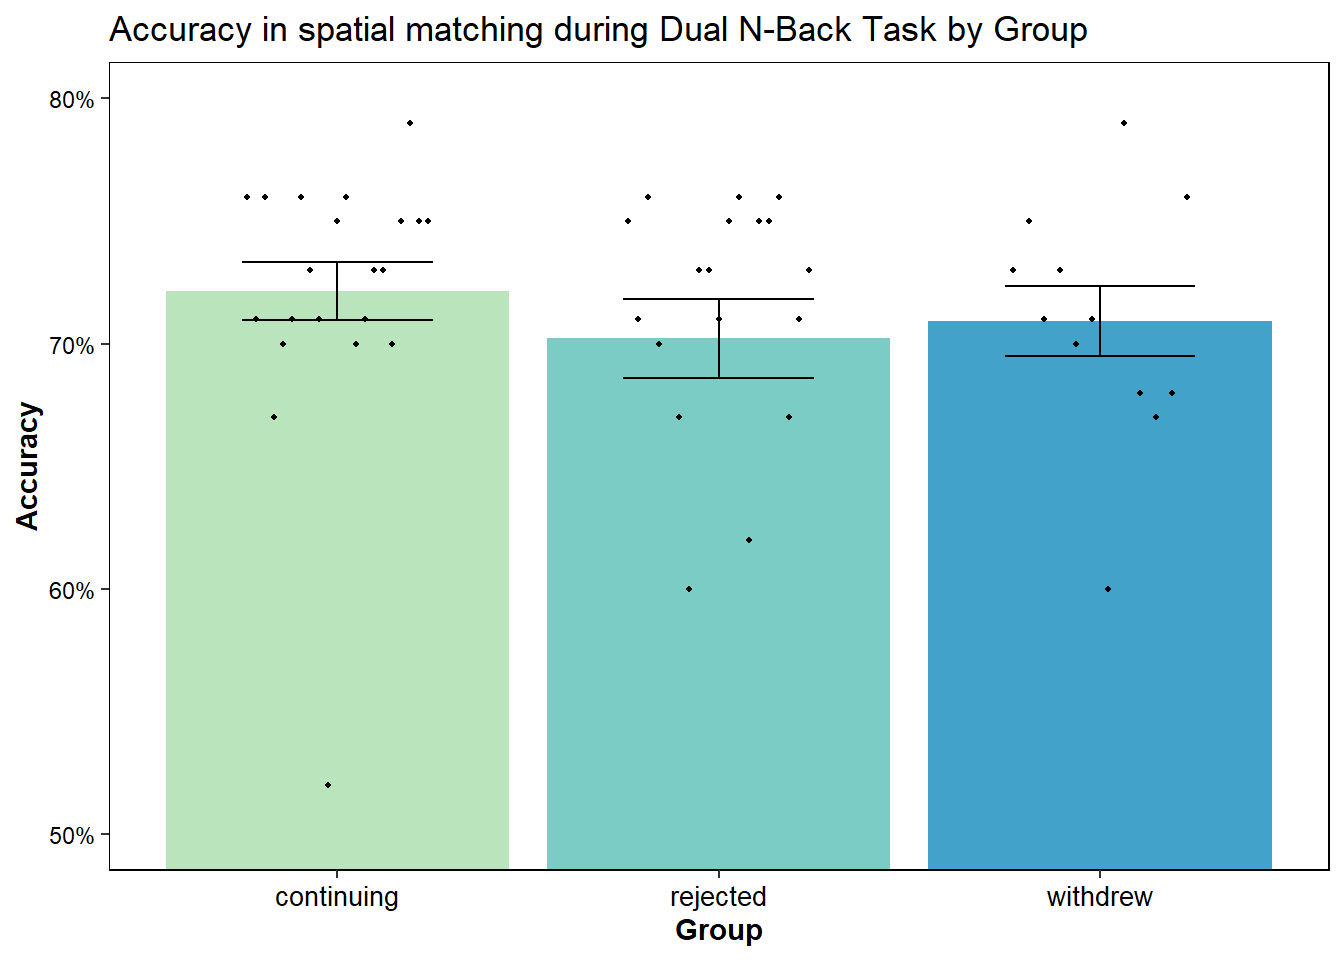 Accuracy in spatial matching during Dual N-Back Task by Group
80%
70%
60%
50%
Accuracy
continuing
rejected
withdrew
Group